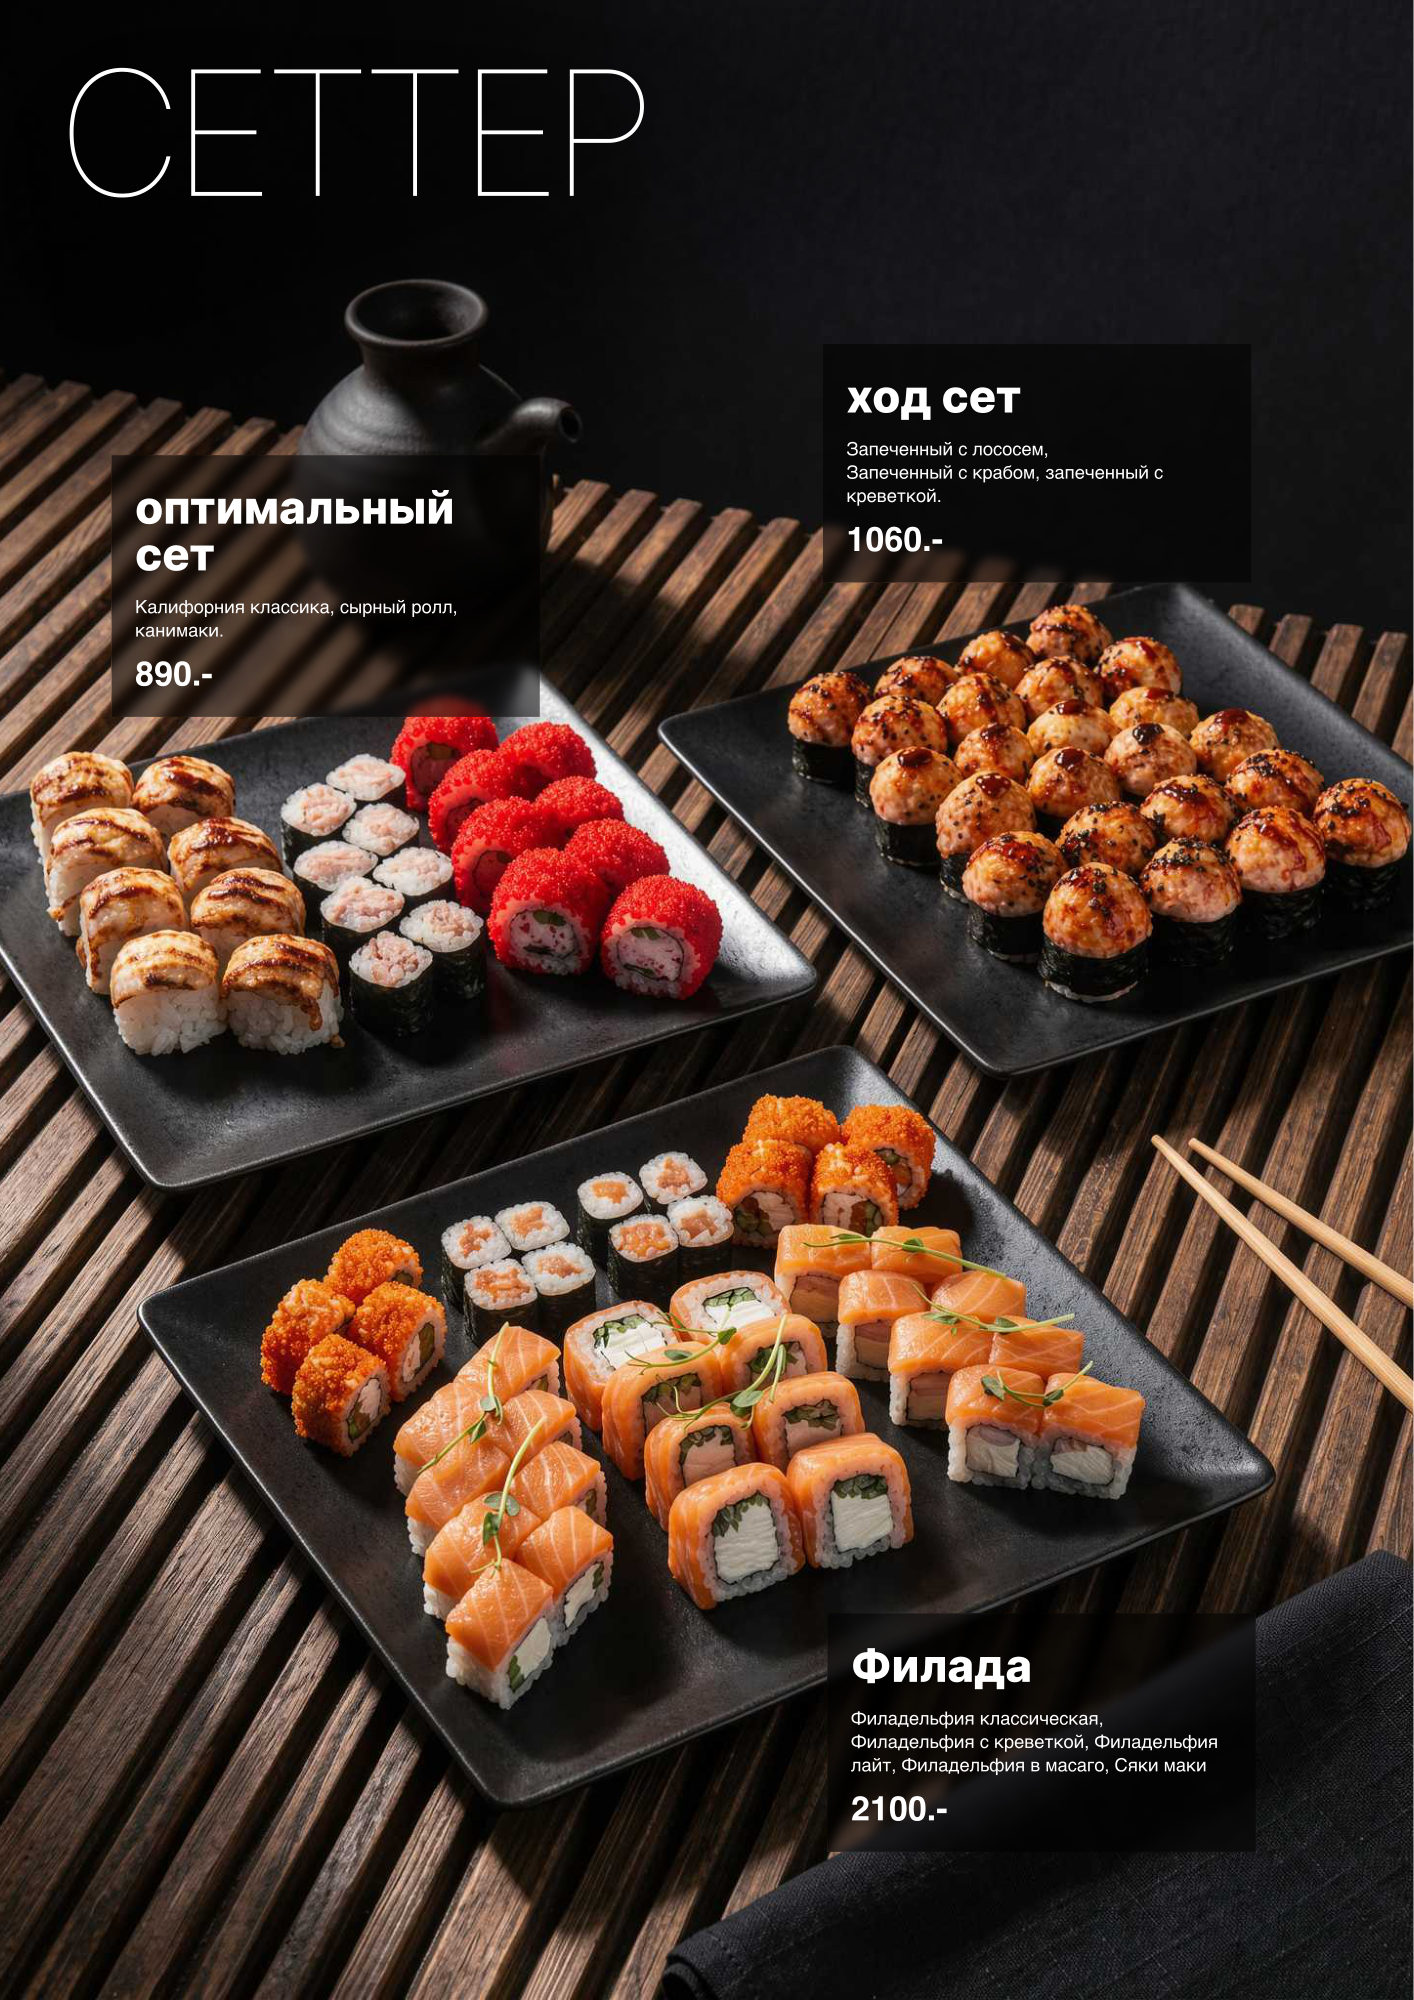 СЕТТЕР
ход сет
Запеченный с лососем,
Запеченный с крабом, запеченный с
креветкой.
1060.-
оптимальный
сет
Калифорния классика, сырный ролл,
канимаки.
890.-
Филада
Филадельфия классическая,
Филадельфия с креветкой, Филадельфия
лайт, Филадельфия в масаго, Сяки маки
2100.-